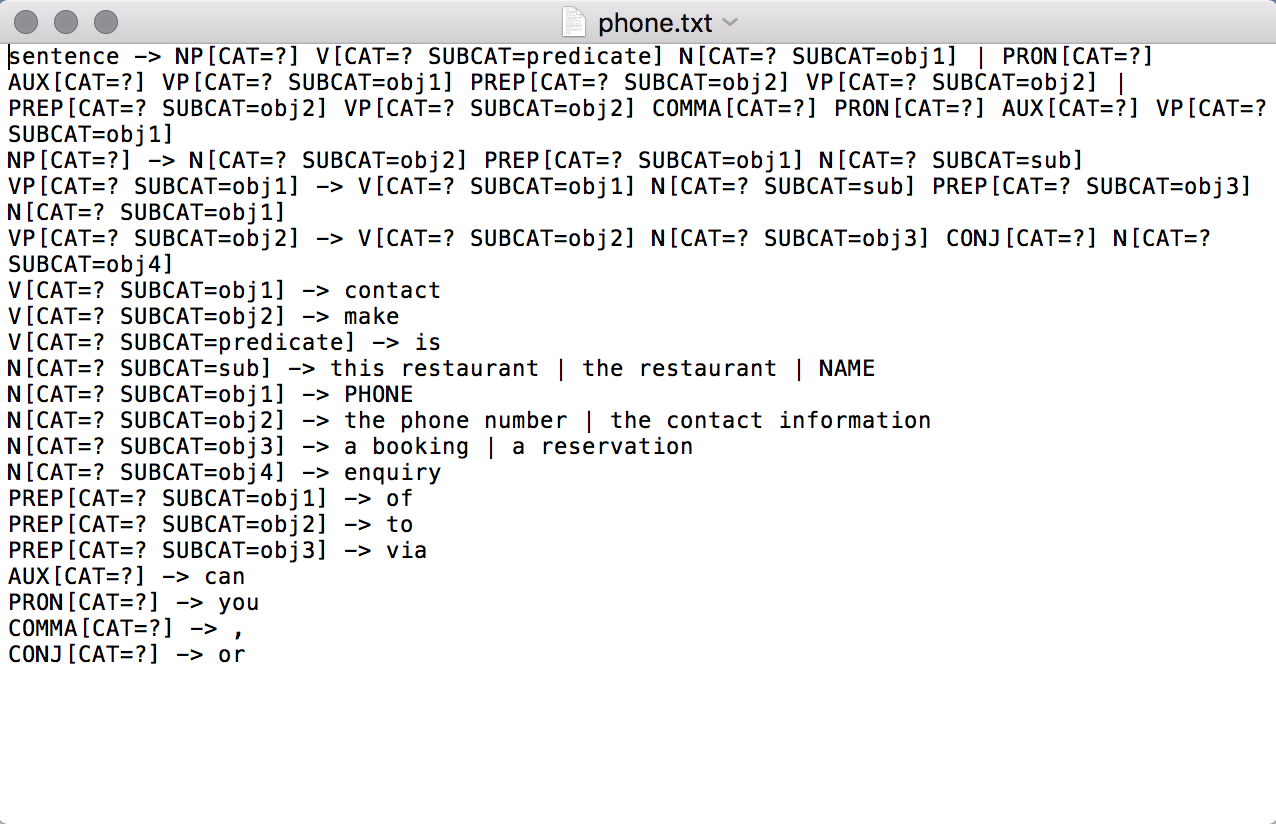 phone.txt
sentence -> NP[CAT=?] V[CAT=? SUBCAT=predicate] N[CAT=? SUBCAT=obj1] | PRON[CAT=?]
AUX[CAT=?] VP[CAT=? SUBCAT=obj1] PREP[CAT=? SUBCAT=obj2] VP[CAT=? SUBCAT=obj2] |
PREP[CAT=? SUBCAT=obj2] VP[CAT=? SUBCAT=obj2] COMMA[CAT=?] PRON[CAT=?] AUX[CAT=?] VP[CAT=?
SUBCAT=obj1]
NP[CAT=?] -> N[CAT=? SUBCAT=obj2] PREP[CAT=? SUBCAT=obj1] N[CAT=? SUBCAT=sub]
VP[CAT=? SUBCAT=obj1] -> V[CAT=? SUBCAT=obj1] N[CAT=? SUBCAT=sub] PREP[CAT=? SUBCAT=obj3]
N[CAT=? SUBCAT=obj1]
VP[CAT=? SUBCAT=obj2] -> V[CAT=? SUBCAT=obj2] N[CAT=? SUBCAT=obj3] CONJ[CAT=?] N[CAT=?
SUBCAT=obj4]
V[CAT=? SUBCAT=obj1] -> contact
V[CAT=? SUBCAT=obj2] -> make
V[CAT=? SUBCAT=predicate] -> is
N[CAT=? SUBCAT=sub] -> this restaurant | the restaurant | NAME
N[CAT=? SUBCAT=obj1] -> PHONE
N[CAT=? SUBCAT=obj2] -> the phone number | the contact information
N[CAT=? SUBCAT=obj3] -> a booking | a reservation
N[CAT=? SUBCAT=obj4] -> enquiry
PREP[CAT=? SUBCAT=obj1] -> of
PREP[CAT=? SUBCAT=obj2] -> to
PREP[CAT=? SUBCAT=obj3] -> via
AUX[CAT=?] -> can
PRON[CAT=?] -> you
COMMA[CAT=?] -> ,
CONJ[CAT=?] -> or